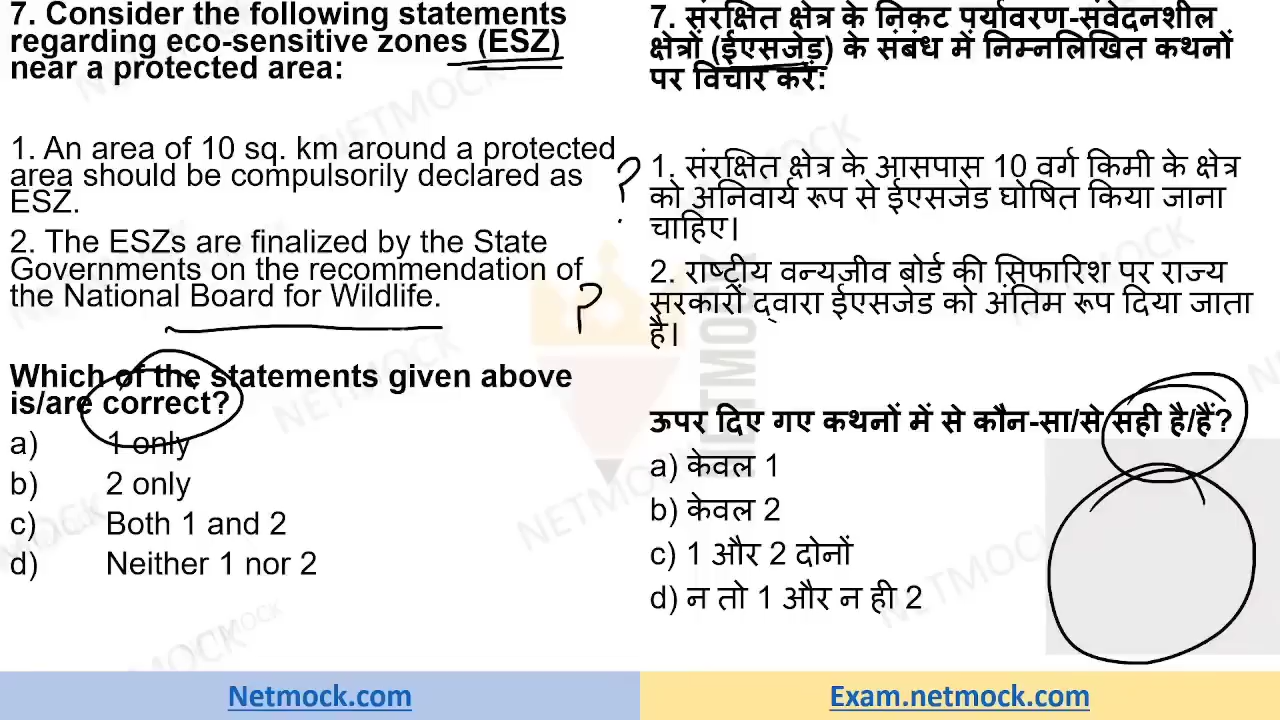 7. Consider the following statements
regarding eco-sensitive zones (ESZ)
near a protected area:
1. An area of 10 sq. km around a protected
area should be compulsorily declared as
ESZ.
2. The ESZs are finalized by the State
Governments on the recommendation of
the National Board for Wildlife.
Which of the statements given above
is/are correct?
a) 1 only
b) 2 only
c) Both 1 and 2
d) Neither 1 nor 2
?
?
7. संरक्षित क्षेत्र के निकट पर्यावरण-संवेदनशील
क्षेत्रों (ईएसजेड) के संबंध में निम्नलिखित कथनों
पर विचार करें:
1. संरक्षित क्षेत्र के आसपास 10 वर्ग किमी के क्षेत्र
को अनिवार्य रूप से ईएसजेड घोषित किया जाना
चाहिए।
2. राष्ट्रीय वन्यजीव बोर्ड की सिफारिश पर राज्य
सरकारों द्वारा ईएसजेड को अंतिम रूप दिया जाता
है।
ऊपर दिए गए कथनों में से कौन-सा/से सही है/हैं?
a) केवल 1
b) केवल 2
c) 1 और 2 दोनों
d) न तो 1 और न ही 2
NETMOCK
Netmock.com
Exam.netmock.com